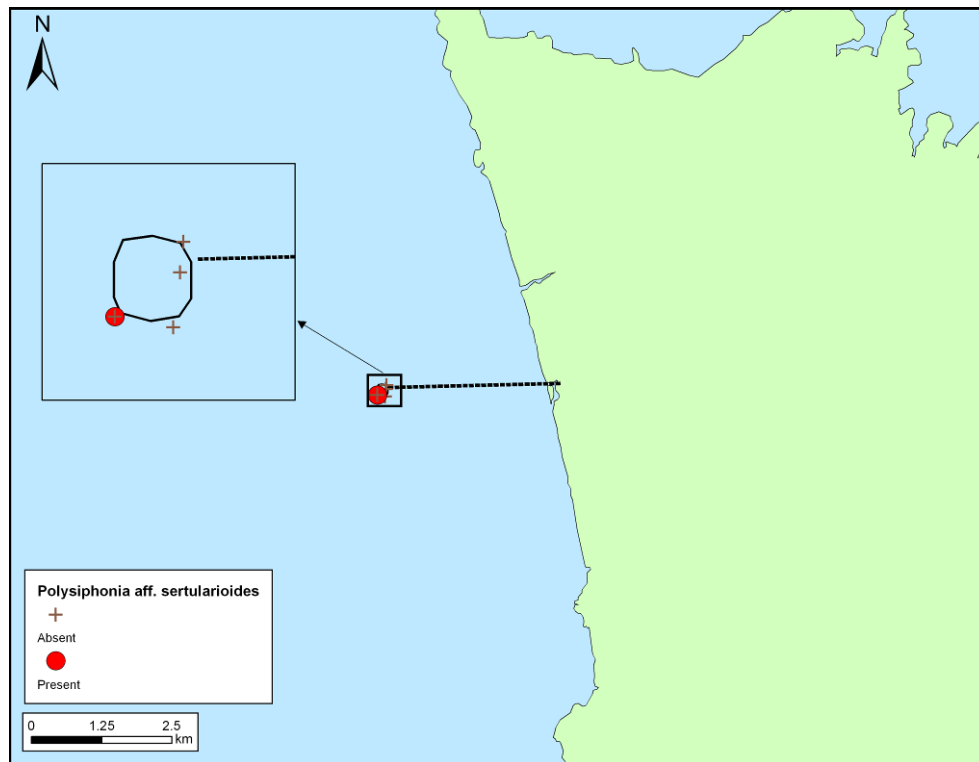 N
Polysiphonia aff. sertularioides
Absent
Present
0 1.25 2.5
km